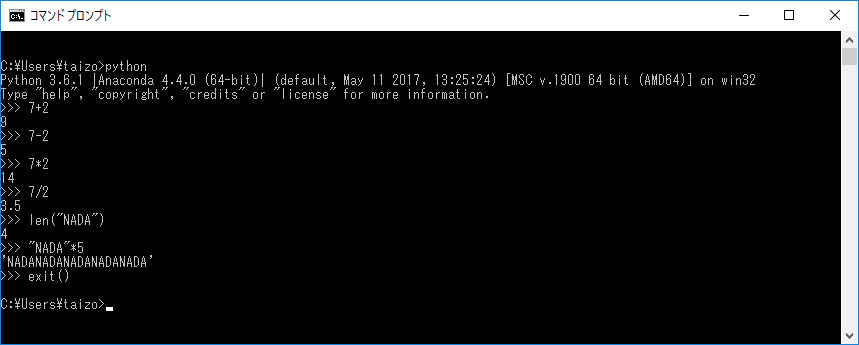 コマンドプロンプト
C:¥Users¥taizo>python
Python 3.6.1 |Anaconda 4.4.0 (64-bit)| (default, May 11 2017, 13:25:24) [MSC v.1900 64 bit (AMD64)] on win32
Type "help", "copyright", "credits" or "license" for more information.
>>> 7+2
9
>>> 7-2
5
>>> 7*2
14
>>> 7/2
3.5
>>> len("NADA")
4
>>> "NADA"*5
'NADANADANADANADANADA'
>>> exit()
C:¥Users¥taizo>